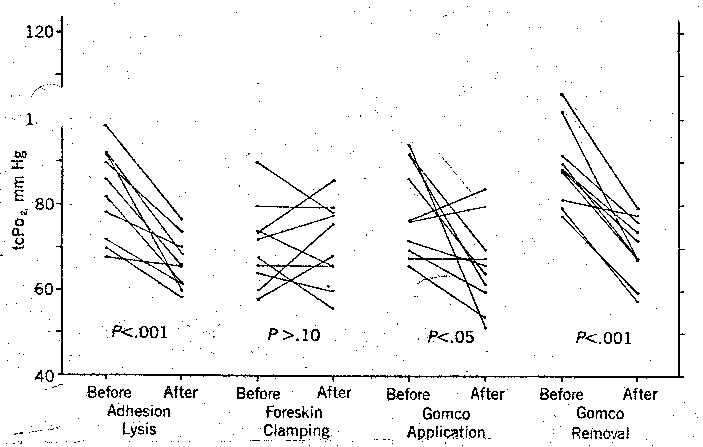 120
1
tcPo2, mm Hg
80
60
40
P<.001
P>.10
P<.05
P<.001
Before After
Before After
Before After
Before After
Adhesion
Lysis
Foreskin
Clamping
Gomco
Application
Gomco
Removal